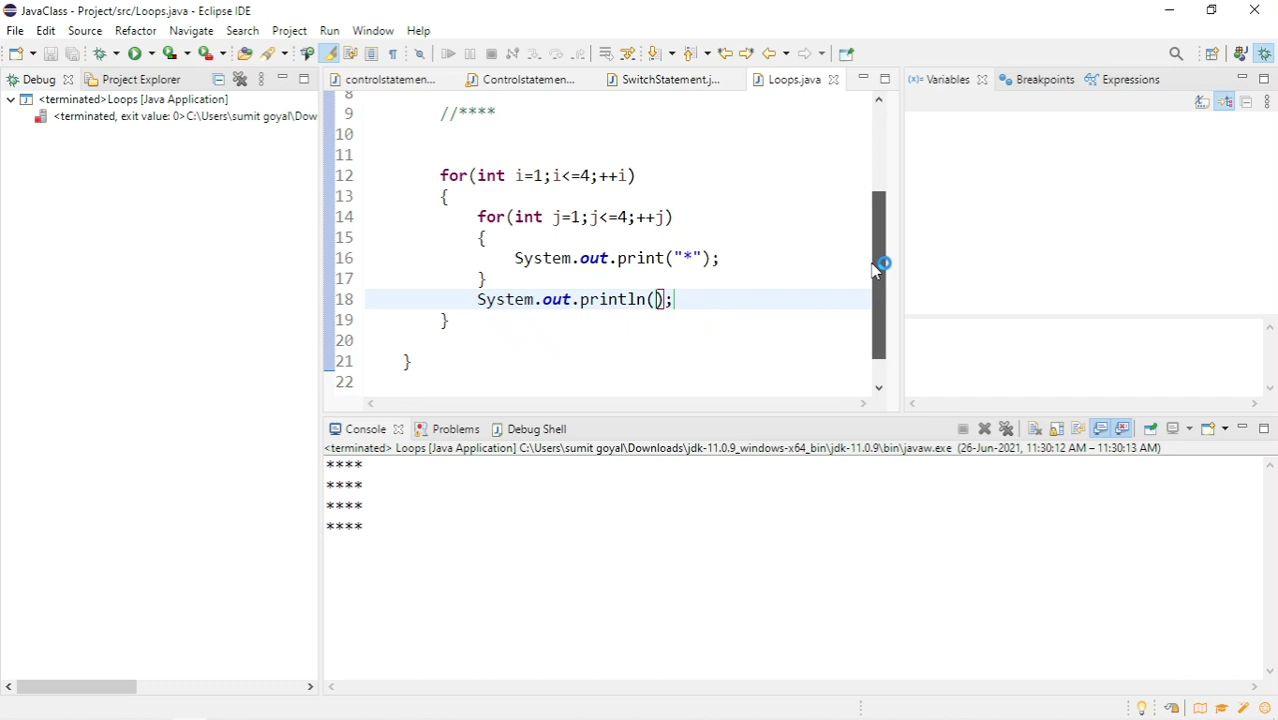 JavaClass - Project/src/Loops.java - Eclipse IDE
File Edit Source Refactor Navigate Search Project Run Window Help
Debug Project Explorer
<terminated>Loops [Java Application]
<terminated, exit value: 0>C:\Users\sumit goyal\Dow
controlstatemen... Controlstatemen... SwitchStatement.j... Loops.java
8
9 //****
10
11
12 for(int i=1;i<=4;++i)
13 {
14 for(int j=1;j<=4;++j)
15 {
16 System.out.print("*");
17 }
18 System.out.println();
19 }
20
21 }
22
(x)= Variables Breakpoints Expressions
Console Problems Debug Shell
<terminated> Loops [Java Application] C:\Users\sumit goyal\Downloads\jdk-11.0.9_windows-x64_bin\jdk-11.0.9\bin\javaw.exe (26-Jun-2021, 11:30:12 AM – 11:30:13 AM)
****
****
****
****